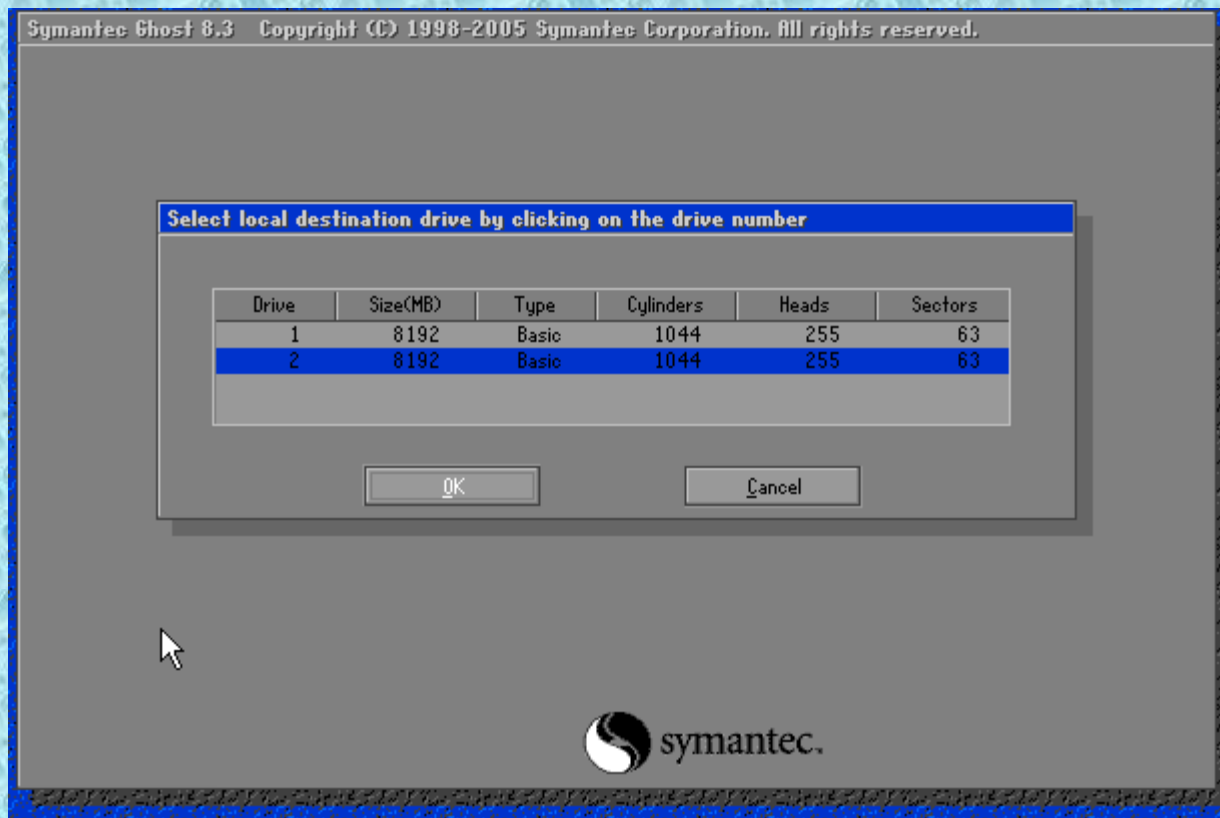 Symantec Ghost 8.3 Copyright (C) 1998-2005 Symantec Corporation. All rights reserved.
Select local destination drive by clicking on the drive number
Drive Size(MB) Type Cylinders Heads Sectors
1 8192 Basic 1044 255 63
2 8192 Basic 1044 255 63
OK Cancel
symantec.